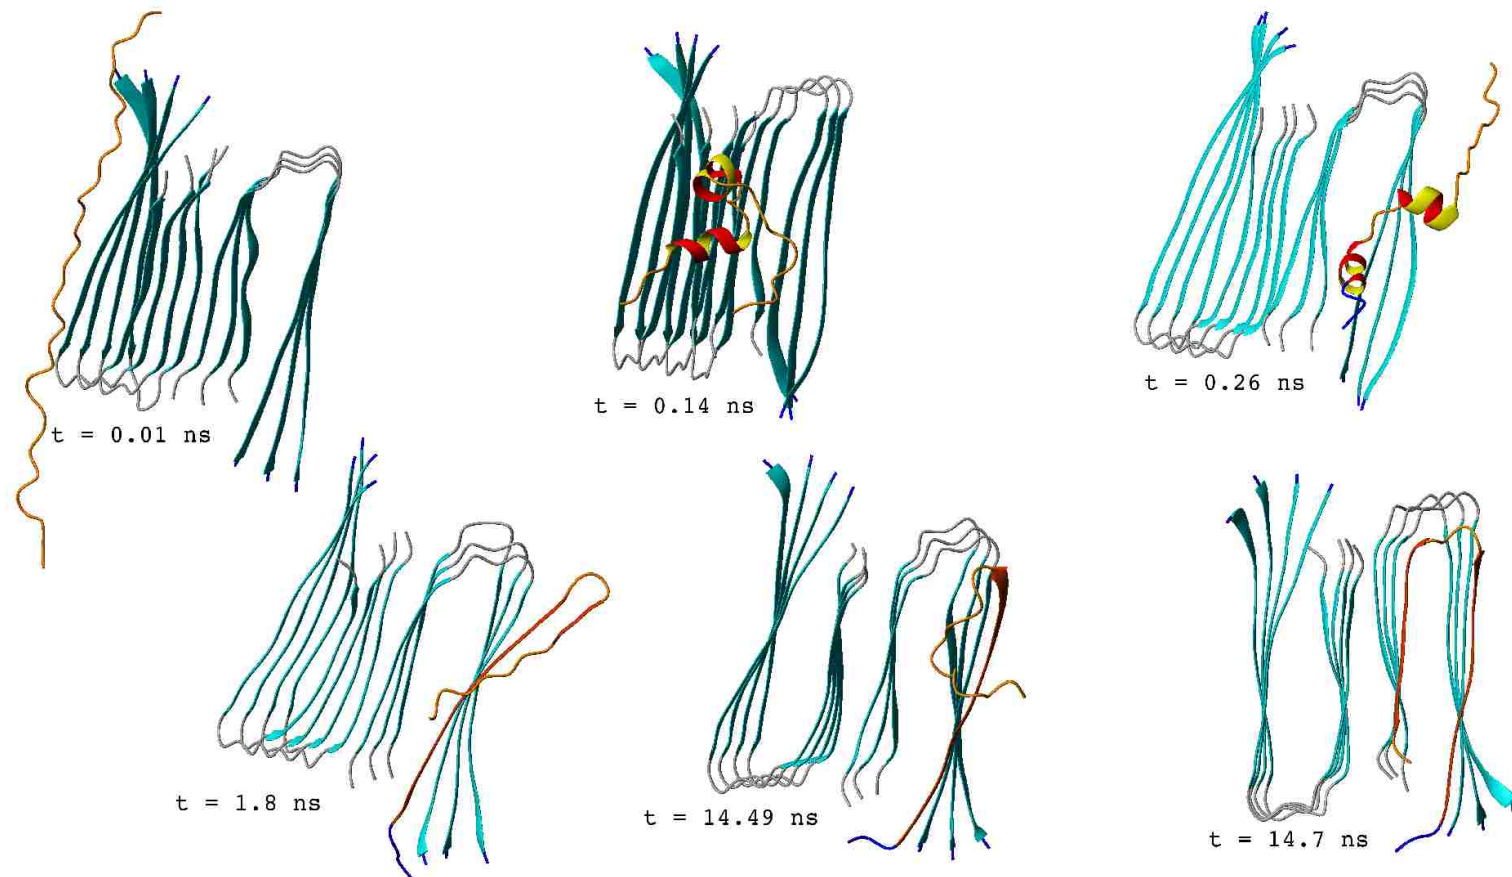 t = 0.01 ns
t = 0.14 ns
t = 0.26 ns
t = 1.8 ns
t = 14.49 ns
t = 14.7 ns